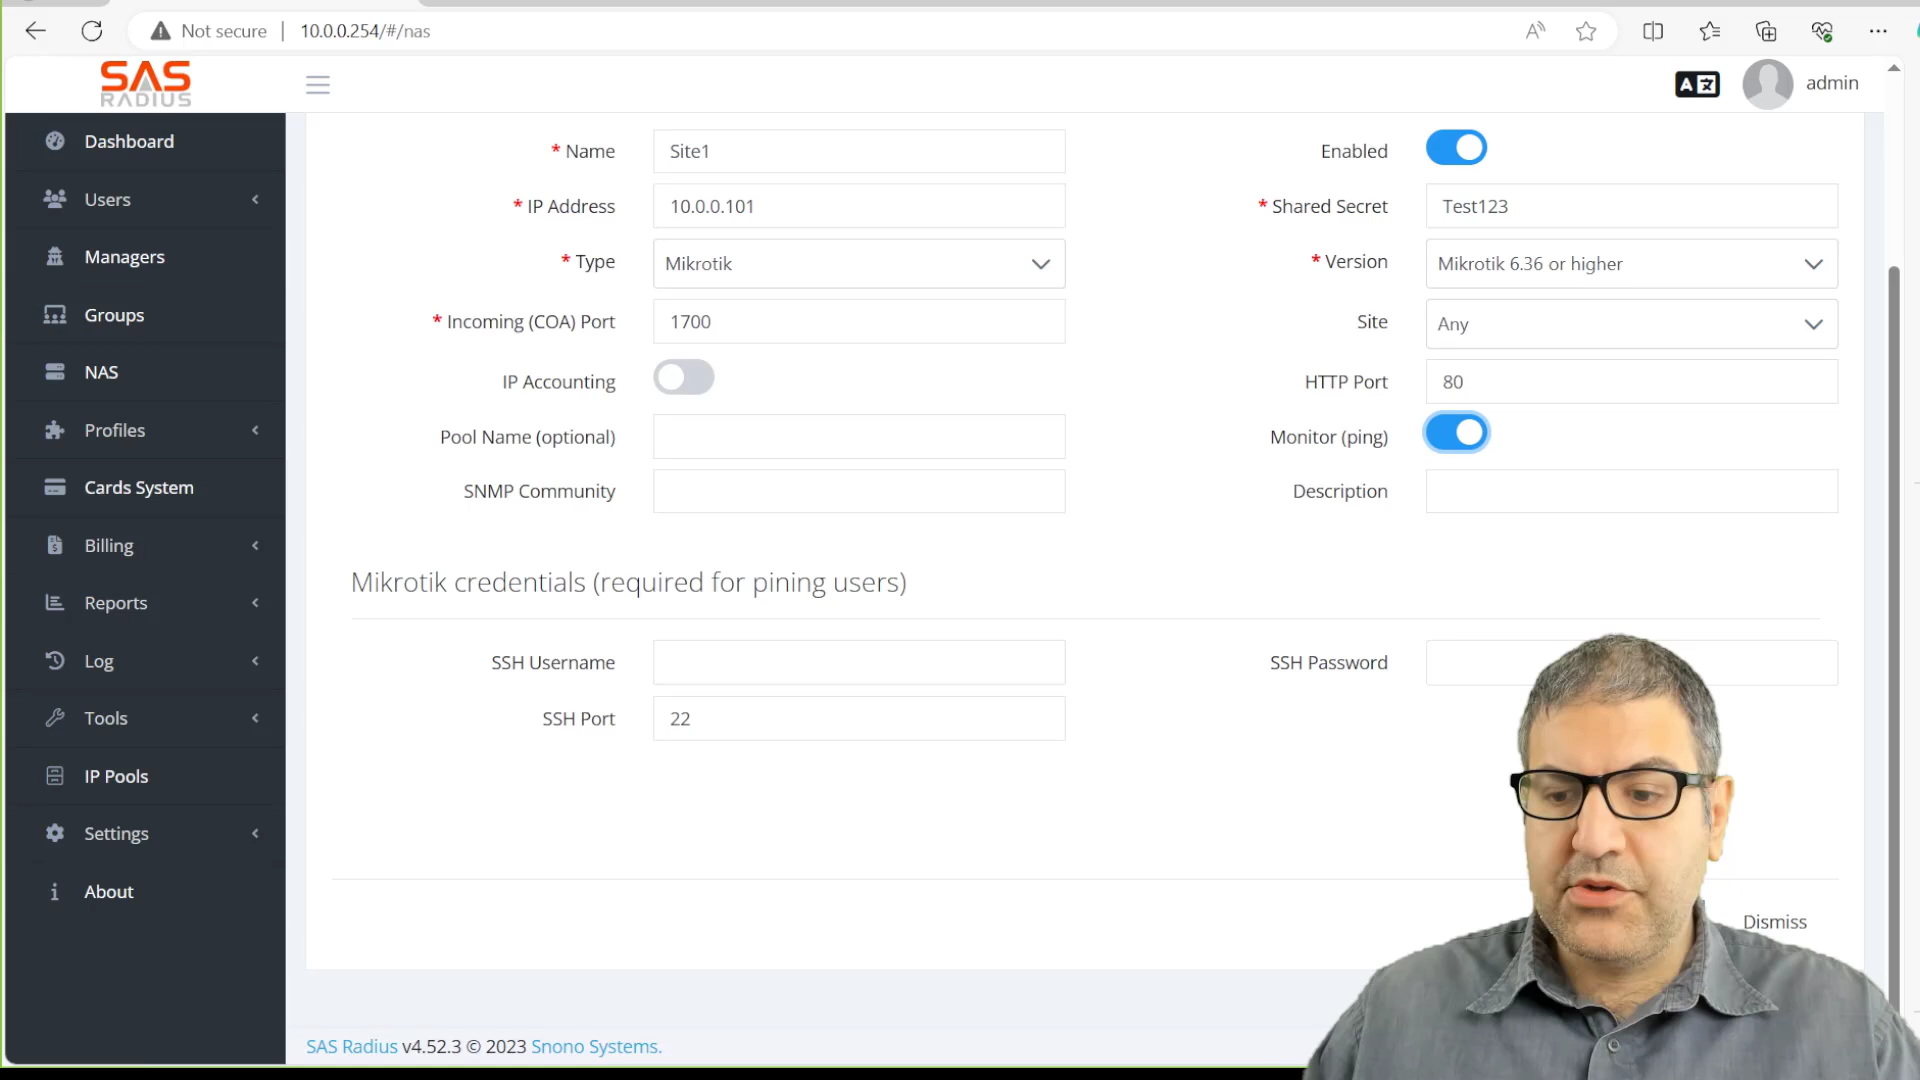 Not secure
10.0.0.254/#/nas
SAS
RADIUS
admin
Dashboard
Users
Managers
Groups
NAS
Profiles
Cards System
Billing
Reports
Log
Tools
IP Pools
Settings
About
* Name
Site1
Enabled
* IP Address
10.0.0.101
* Shared Secret
Test123
* Type
Mikrotik
* Version
Mikrotik 6.36 or higher
* Incoming (COA) Port
1700
Site
Any
IP Accounting
HTTP Port
80
Pool Name (optional)
Monitor (ping)
SNMP Community
Description
Mikrotik credentials (required for pining users)
SSH Username
SSH Password
SSH Port
22
Dismiss
SAS Radius v4.52.3 © 2023 Snono Systems.